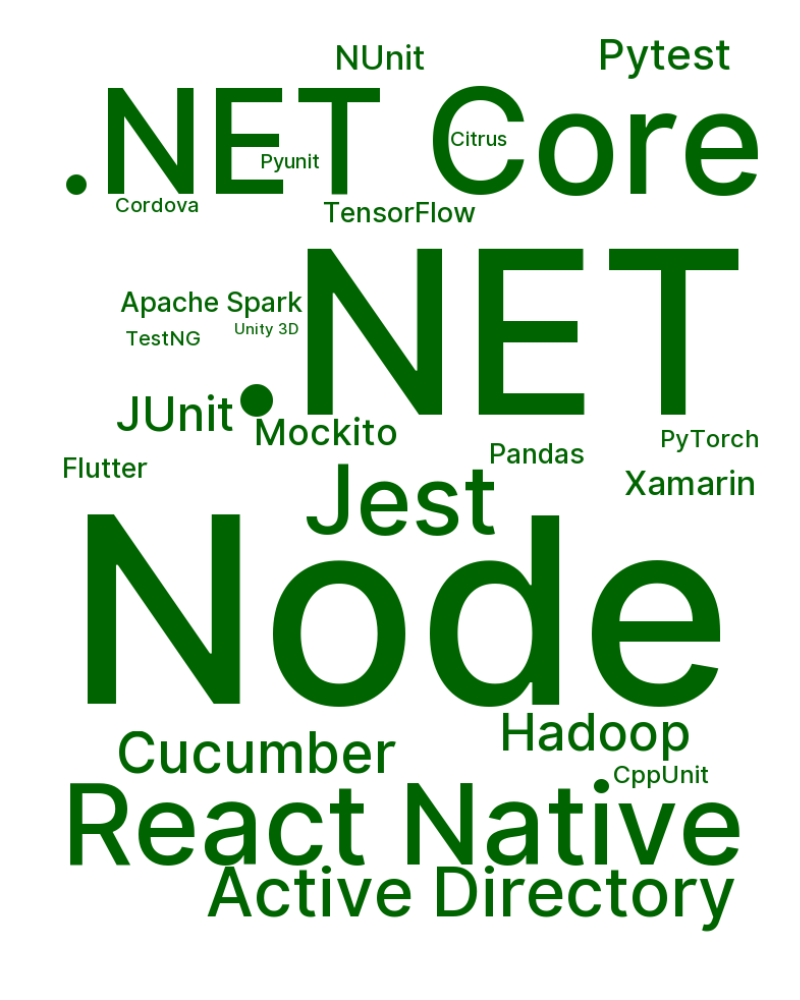 NUnit
Pytest
.NET Core
Citrus
Pyunit
Cordova
TensorFlow
.NET
Apache Spark
Unity 3D
TestNG
JUnit
Mockito
PyTorch
Pandas
Flutter
Xamarin
Jest
Node
Hadoop
Cucumber
CppUnit
React Native
Active Directory